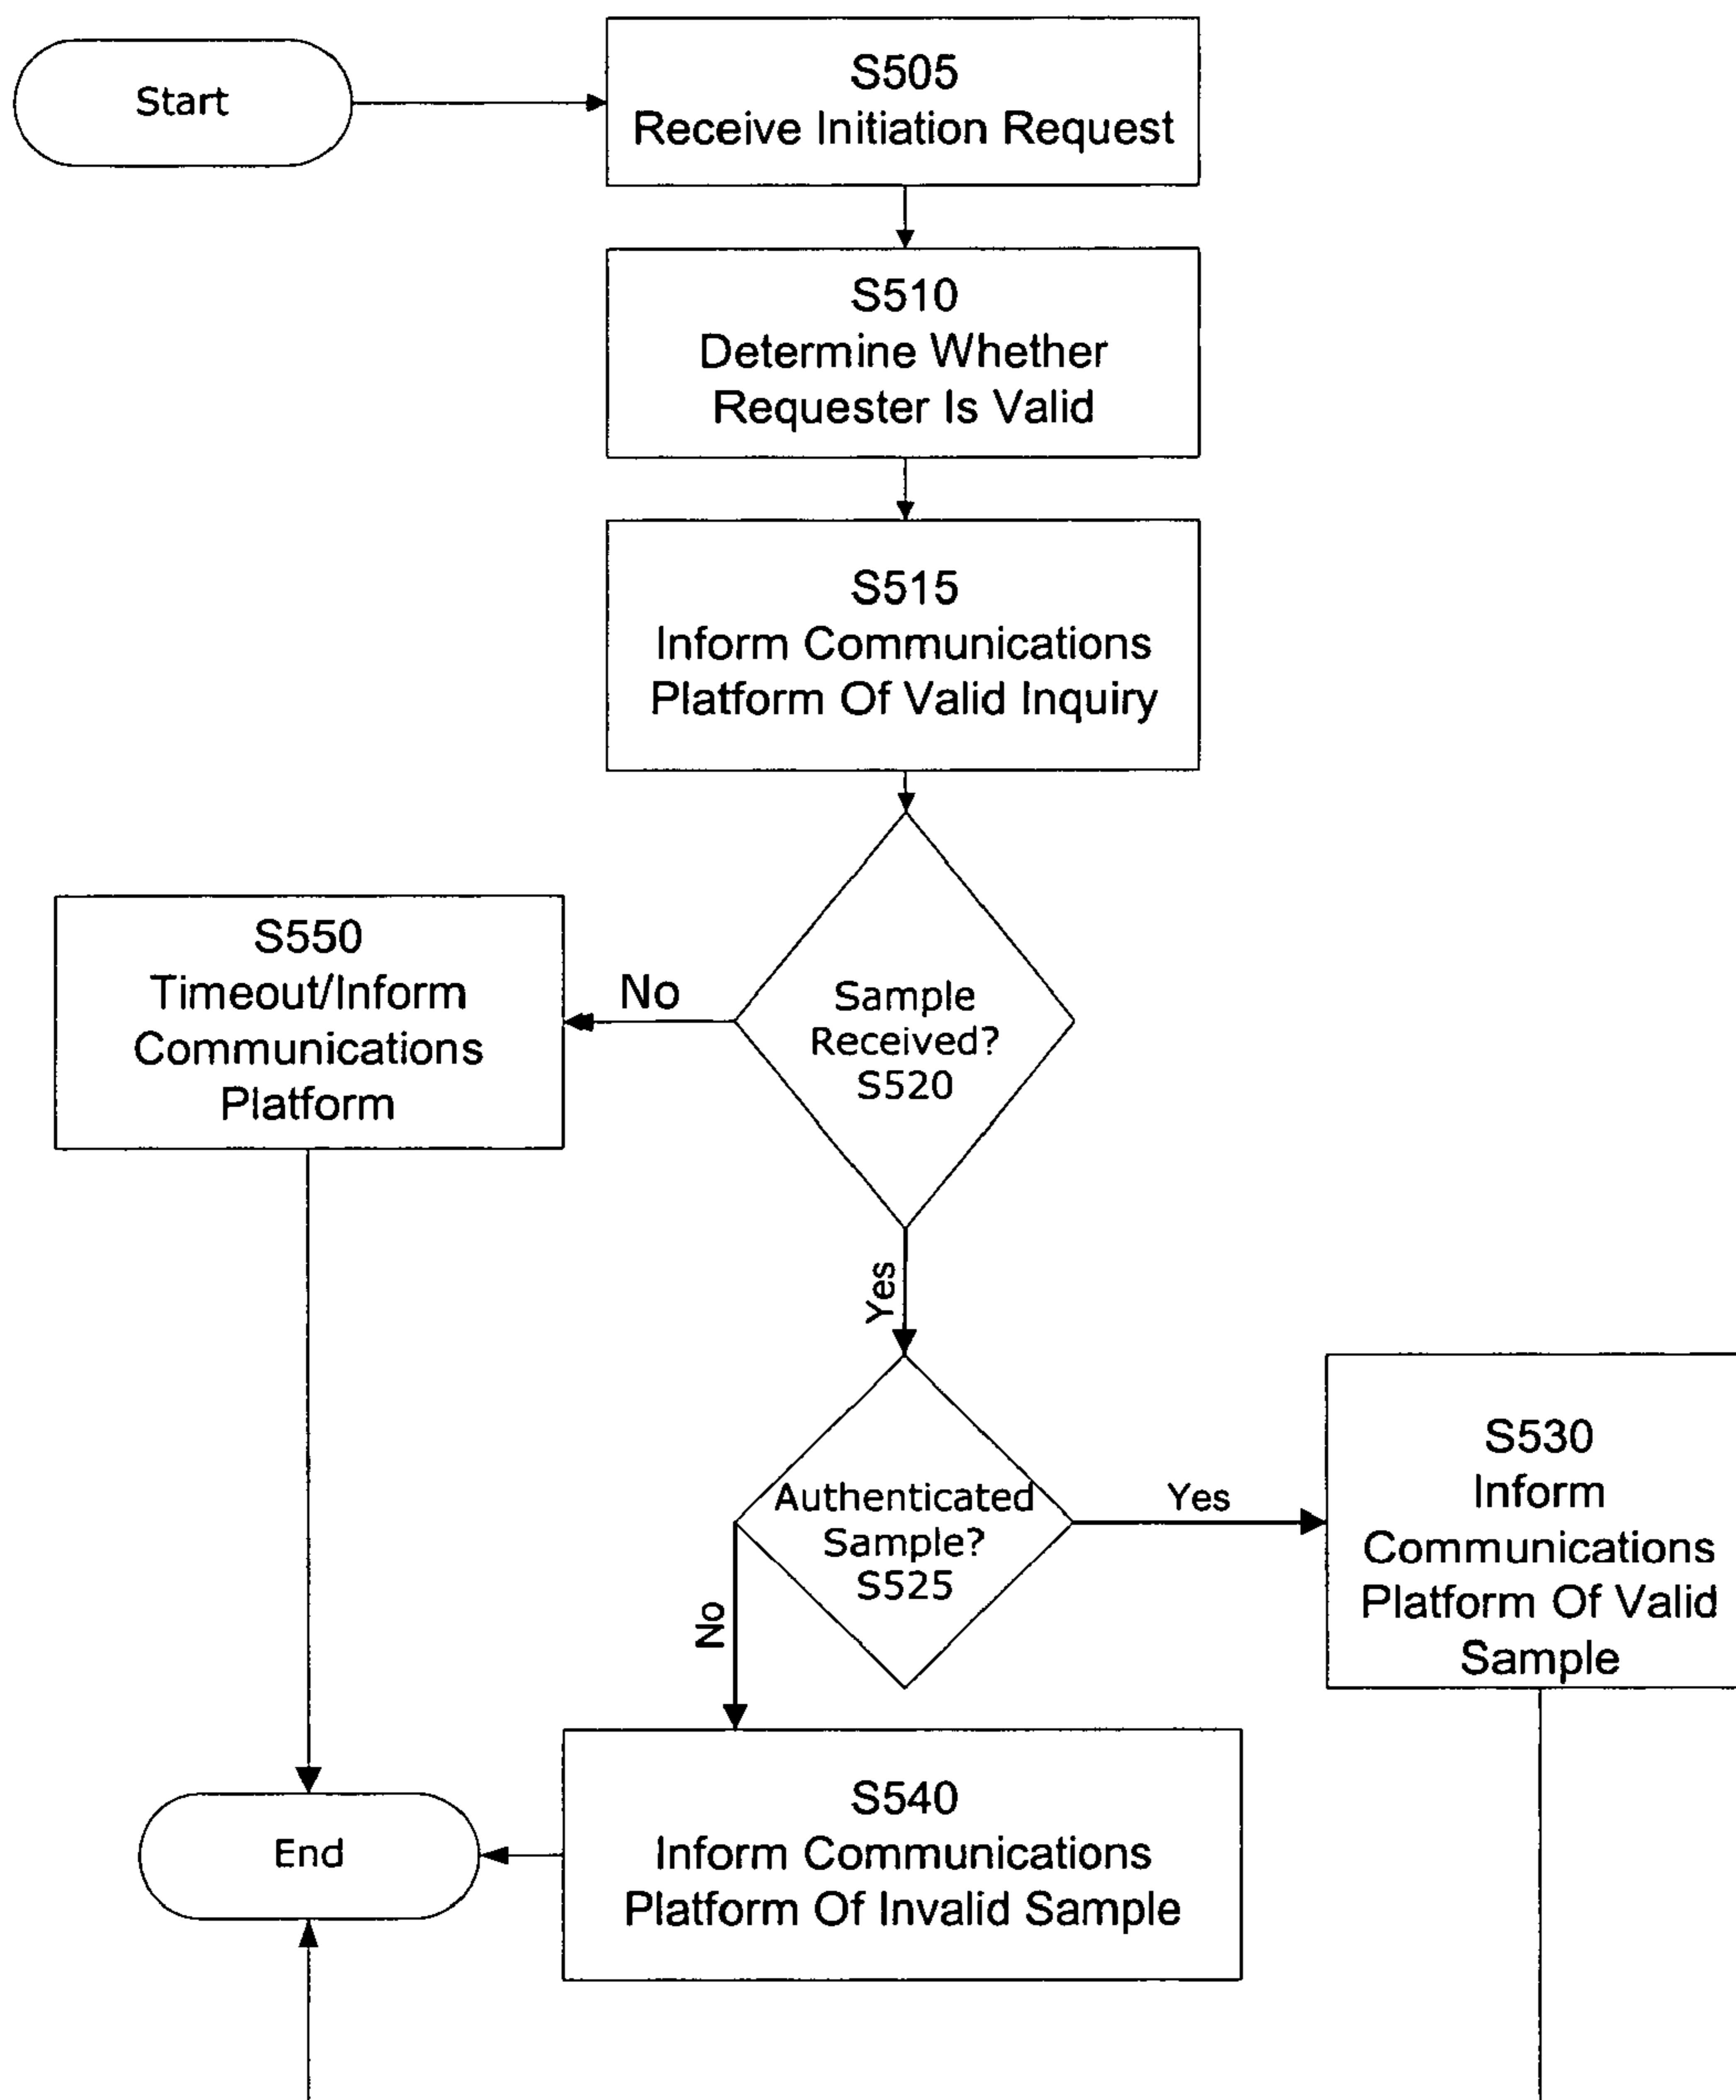 Start
S505
Receive Initiation Request
S510
Determine Whether
Requester Is Valid
S515
Inform Communications
Platform Of Valid Inquiry
S550
Timeout/Inform
Communications
Platform
No
Sample
Received?
S520
Yes
Authenticated
Sample?
S525
Yes
No
S530
Inform
Communications
Platform Of Valid
Sample
S540
Inform Communications
Platform Of Invalid Sample
End